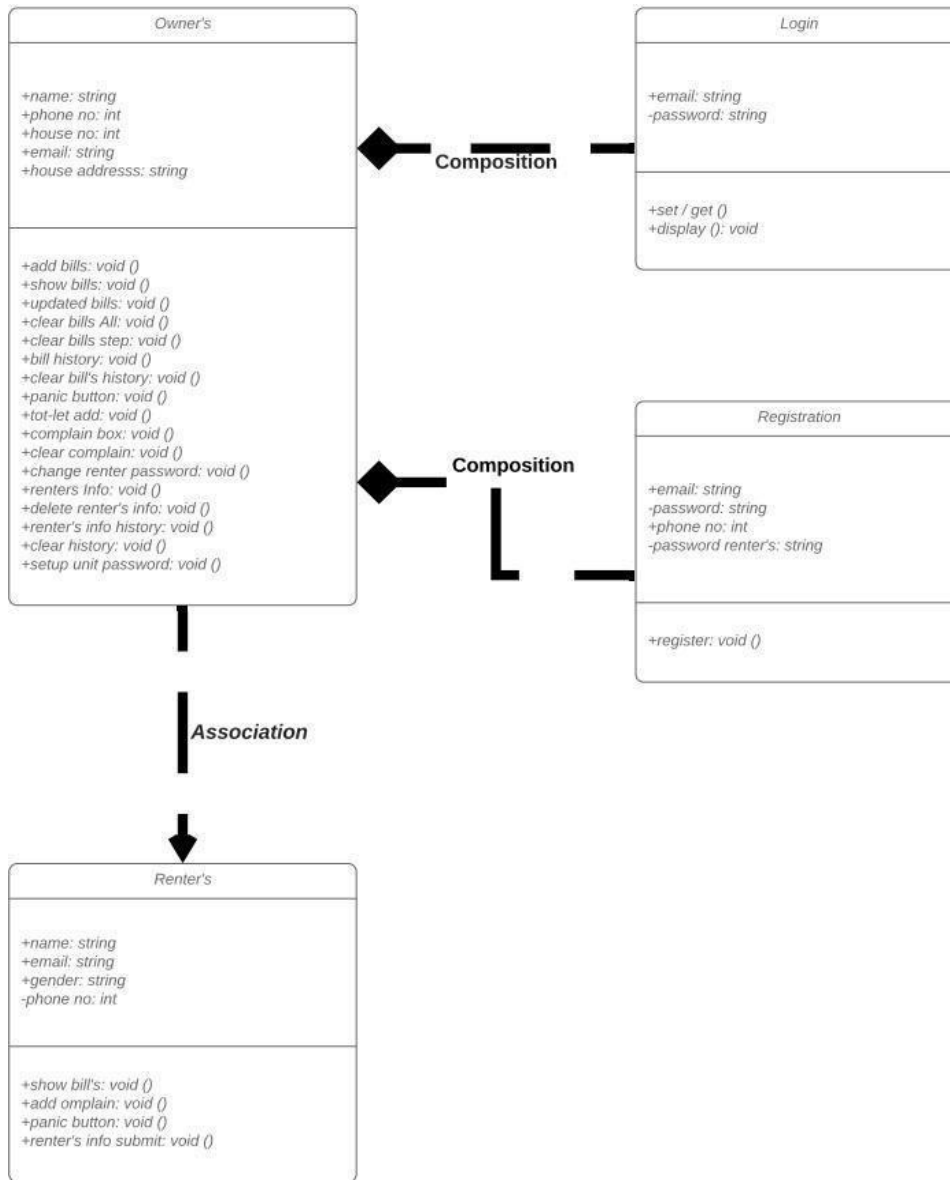 Owner's
+name: string
+phone no: int
+house no: int
+email: string
+house addresss: string
+add bills: void ()
+show bills: void ()
+updated bills: void ()
+clear bills All: void ()
+clear bills step: void ()
+bill history: void ()
+clear bill's history: void ()
+panic button: void ()
+tot-let add: void ()
+complain box: void ()
+clear complain: void ()
+change renter password: void ()
+renters Info: void ()
+delete renter's info: void ()
+renter's info history: void ()
+clear history: void ()
+setup unit password: void ()
Composition
Login
+email: string
-password: string
+set / get ()
+display (): void
Composition
Registration
+email: string
-password: string
+phone no: int
-password renter's: string
+register: void ()
Association
Renter's
+name: string
+email: string
+gender: string
-phone no: int
+show bill's: void ()
+add omplain: void ()
+panic button: void ()
+renter's info submit: void ()